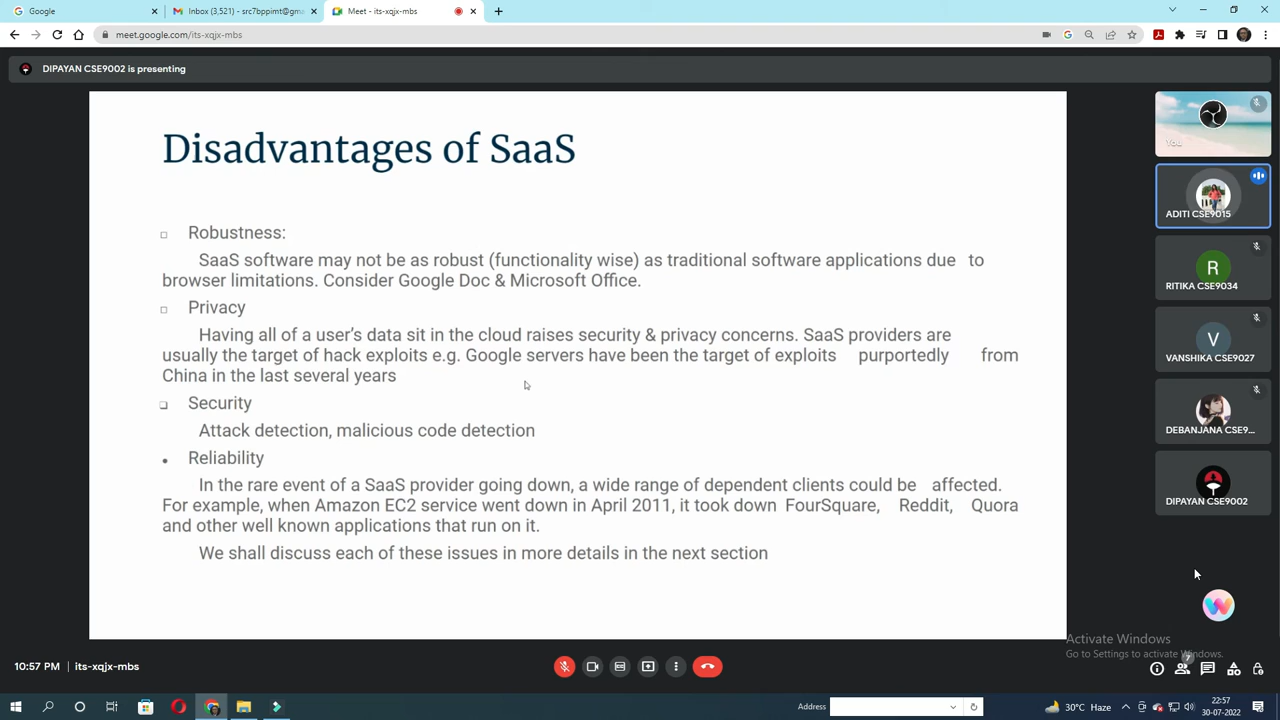 Google
Inbox (3,521) - src7bppimt@gma
Meet - its-xqjx-mbs
meet.google.com/its-xqjx-mbs
DIPAYAN CSE9002 is presenting
Disadvantages of SaaS
Robustness:
SaaS software may not be as robust (functionality wise) as traditional software applications due to
browser limitations. Consider Google Doc & Microsoft Office.
Privacy
Having all of a user's data sit in the cloud raises security & privacy concerns. SaaS providers are
usually the target of hack exploits e.g. Google servers have been the target of exploits purportedly from
China in the last several years
Security
Attack detection, malicious code detection
Reliability
In the rare event of a SaaS provider going down, a wide range of dependent clients could be affected.
For example, when Amazon EC2 service went down in April 2011, it took down FourSquare, Reddit, Quora
and other well known applications that run on it.
We shall discuss each of these issues in more details in the next section
You
ADITI CSE9015
R
RITIKA CSE9034
V
VANSHIKA CSE9027
DEBANJANA CSE9...
DIPAYAN CSE9002
Activate Windows
Go to Settings to activate Windows.
10:57 PM | its-xqjx-mbs
7
Address
30°C Haze
22:57
30-07-2022